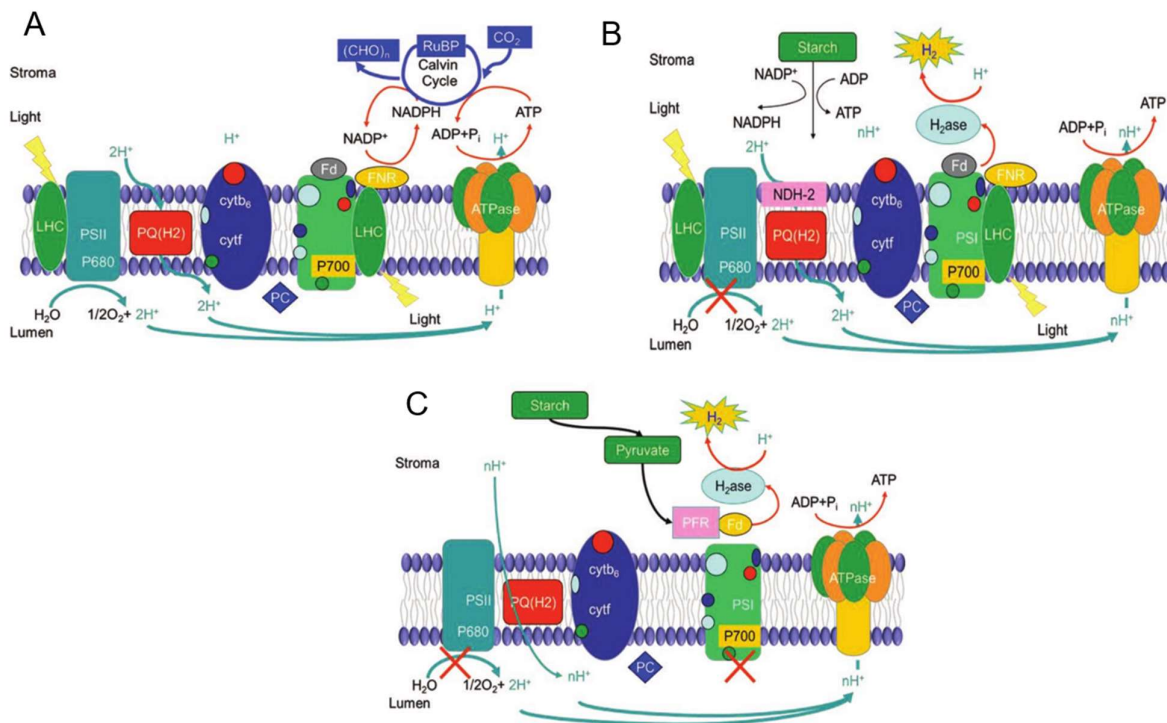 A
(CHO)n
RuBP
CO2
Calvin
Cycle
Stroma
Light
NADPH
ATP
NADP+
ADP+Pi
H+
H+
2H+
Fd
FNR
LHC
PSII
P680
PQ(H2)
cytb6
cytf
P700
LHC
ATPase
PC
H2O
1/2O2+ 2H+
2H+
Light
H+
Lumen
B
Starch
H2
Stroma
NADP+
ADP
H+
Light
NADPH
ATP
H2ase
ATP
2H+
nH+
ADP+Pi
nH+
Fd
FNR
NDH-2
LHC
PSII
P680
PQ(H2)
cytb6
cytf
PSI
P700
LHC
ATPase
PC
H2O
1/2O2+ 2H+
2H+
Light
nH+
Lumen
C
Starch
H2
Pyruvate
H+
Stroma
nH+
H2ase
ATP
ADP+Pi
nH+
PFR
Fd
PSII
P680
PQ(H2)
cytb6
cytf
PSI
P700
ATPase
PC
H2O
1/2O2+ 2H+
nH+
nH+
Lumen